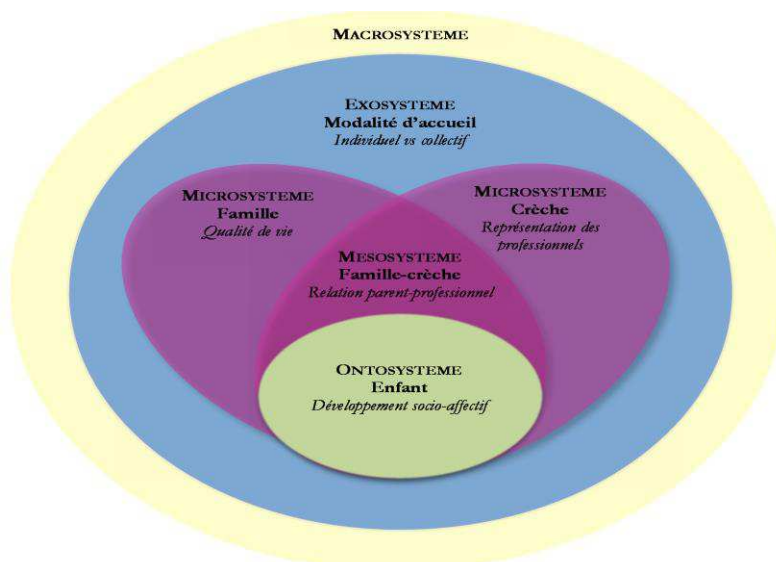 MACROSYSTEME
EXOSYSTEME
Modalité d'accueil
Individuel vs collectif
MICROSYSTEME
Famille
Qualité de vie
MICROSYSTEME
Crèche
Représentation des
professionnels
MESOSYSTEME
Famille-crèche
Relation parent-professionnel
ONTOSYSTEME
Enfant
Développement socio-affectif